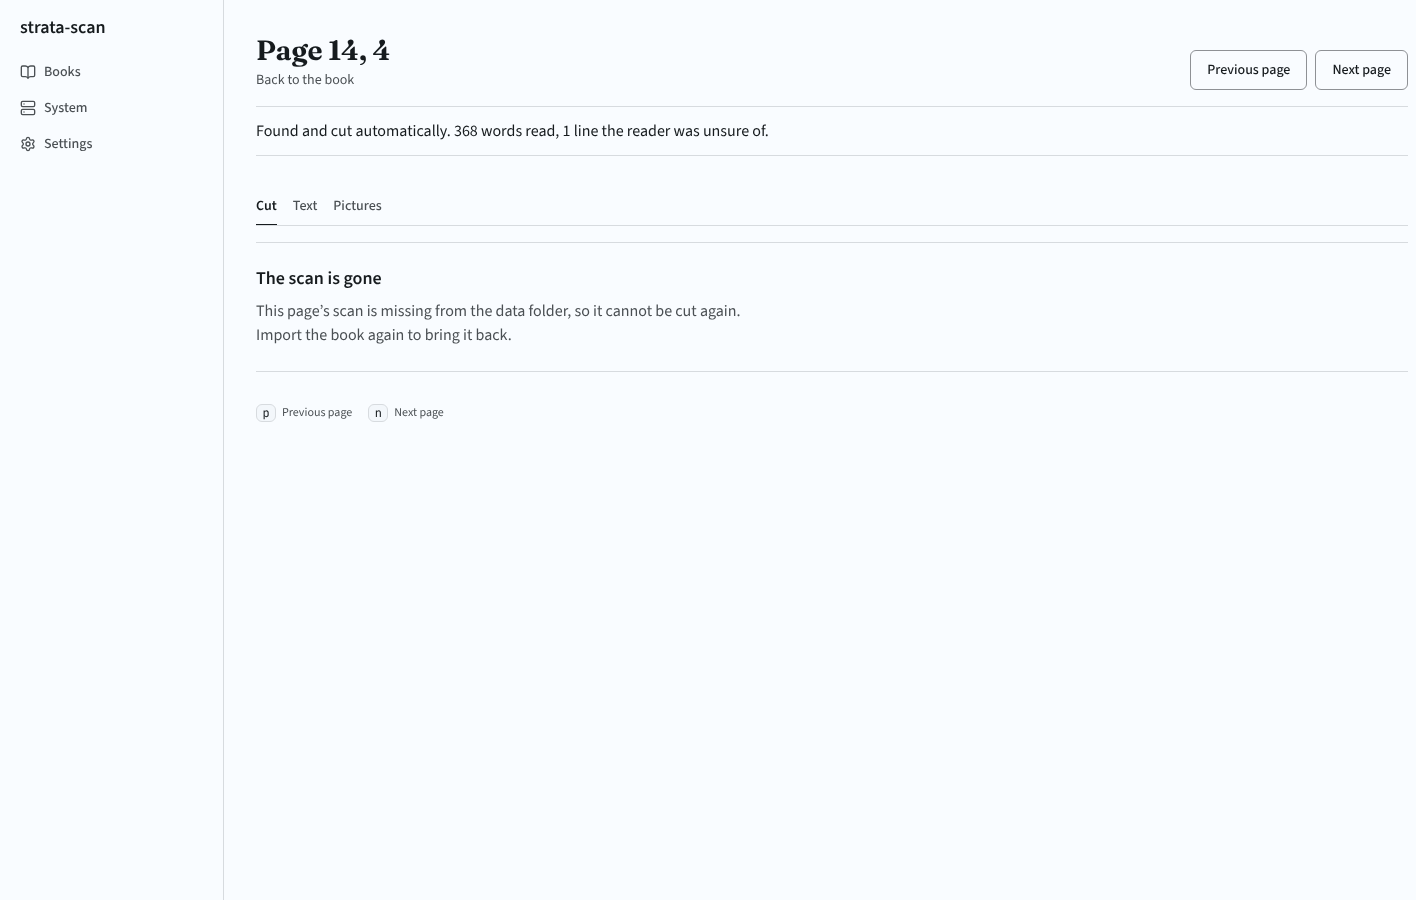 strata-scan
Books
System
Settings
Page 14, 4
Back to the book
Previous page
Next page
Found and cut automatically. 368 words read, 1 line the reader was unsure of.
Cut
Text
Pictures
The scan is gone
This page’s scan is missing from the data folder, so it cannot be cut again.
Import the book again to bring it back.
p Previous page
n Next page